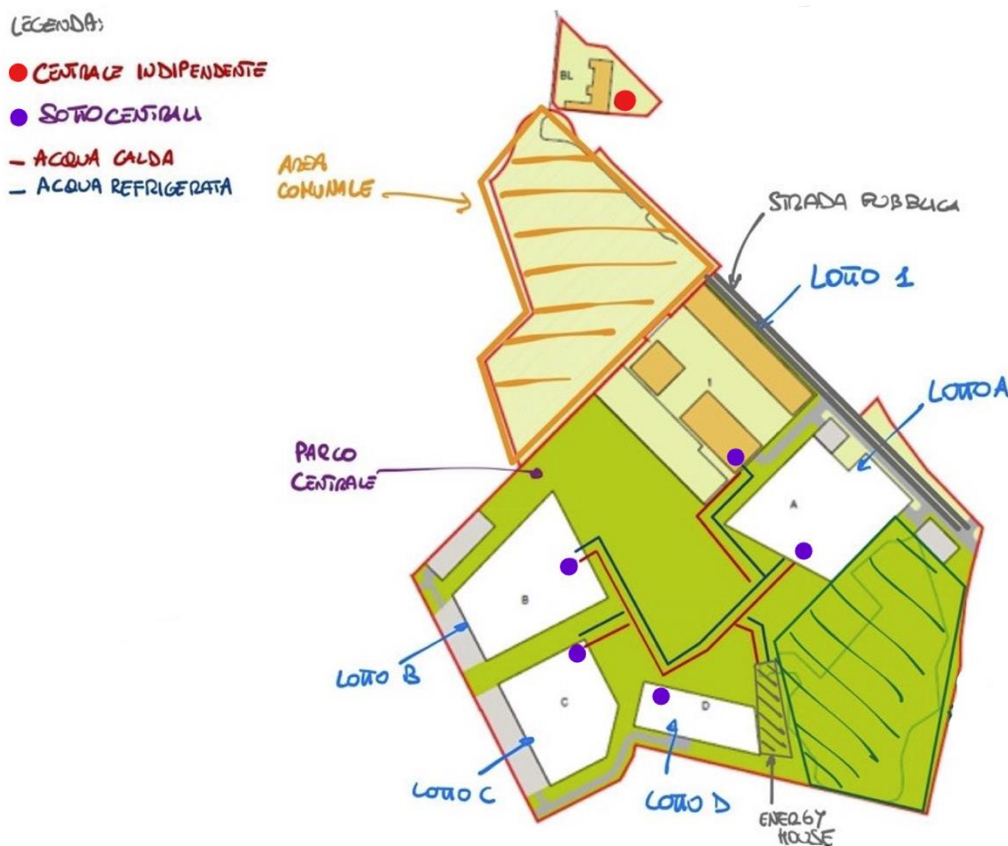 LEGENDA:
CENTRALE INDIPENDENTE
SOTTOCENTRALI
- ACQUA CALDA
- ACQUA REFRIGERATA
BL
AREA
COMUNALE
STRADA PUBBLICA
LOTTO 1
1
LOTTO A
PARCO
CENTRALE
A
B
LOTTO B
C
D
LOTTO C
LOTTO D
ENERGY
HOUSE